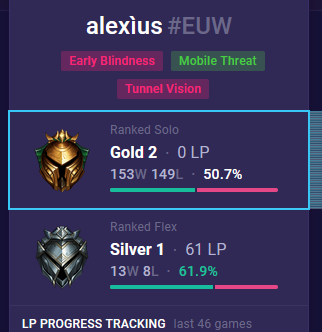 alexìus #EUW
Early Blindness Mobile Threat
Tunnel Vision
Ranked Solo
Gold 2 · 0 LP
153W 149L · 50.7%
Ranked Flex
Silver 1 · 61 LP
13W 8L · 61.9%
LP PROGRESS TRACKING last 46 games